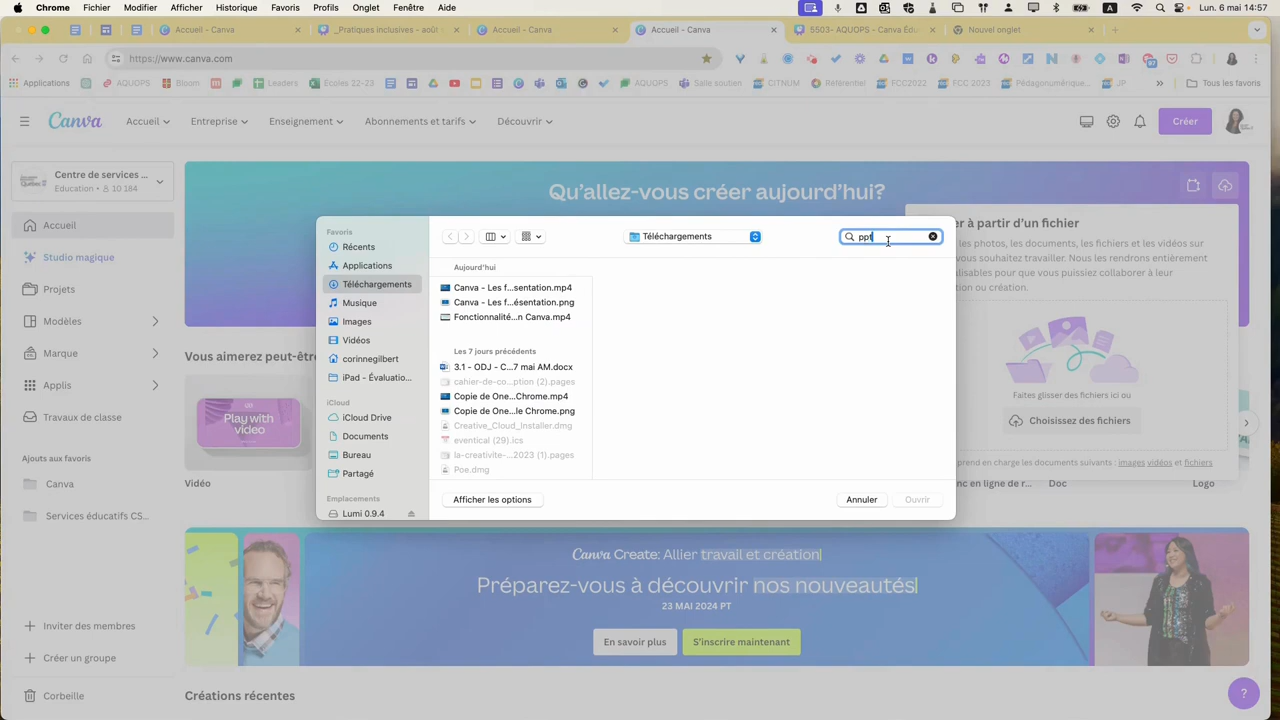 Chrome Fichier Modifier Afficher Historique Favoris Profils Onglet Fenêtre Aide A Lun. 6 mai 14:57
Accueil - Canva _Pratiques inclusives - aoû Accueil - Canva Accueil - Canva 5503- AQUOPS - Canva Édu Nouvel onglet
https://www.canva.com
Applications AQUOPS Bloom Leaders Écoles 22-23 AQUOPS Salle soutien CITNUM Référentiel FCC2022 FCC 2023 Pédagonumérique... JP Tous les favoris
Canva Accueil Entreprise Enseignement Abonnements et tarifs Découvrir Créer
Centre de services ...
Éducation • 10 184
Accueil
Studio magique
Projets
Modèles
Marque
Applis
Travaux de classe
Ajouts aux favoris
Canva
Services éducatifs CS...
Inviter des membres
Créer un groupe
Corbeille
Qu'allez-vous créer aujourd'hui?
er à partir d'un fichier
les photos, les documents, les fichiers et les vidéos sur
s souhaitez travailler. Nous les rendrons entièrement
alisables pour que vous puissiez collaborer à leur
Faites glisser des fichiers ici ou
Choisissez des fichiers
prend en charge les documents suivants : images vidéos et fichiers
Favoris
Récents
Applications
Téléchargements
Musique
Images
Vidéos
corinnegilbert
iPad - Évaluatio...
iCloud
iCloud Drive
Documents
Bureau
Partagé
Emplacements
Lumi 0.9.4
Téléchargements
ppt
Aujourd'hui
Canva - Les f...sentation.mp4
Canva - Les f...ésentation.png
Fonctionnalité...n Canva.mp4
Les 7 jours précédents
3.1 - ODJ - C...7 mai AM.docx
cahier-de-co...ption (2).pages
Copie de One...Chrome.mp4
Copie de One...le Chrome.png
Creative_Cloud_Installer.dmg
eventical (29).ics
la-creativite-...2023 (1).pages
Poe.dmg
Afficher les options
Annuler
Ouvrir
Vous aimerez peut-êtr
Play with video
Vidéo
nc en ligne de r...
Doc
Logo
Canva Create: Allier travail et création
Préparez-vous à découvrir nos nouveautés
23 MAI 2024 PT
En savoir plus
S'inscrire maintenant
Créations récentes
?